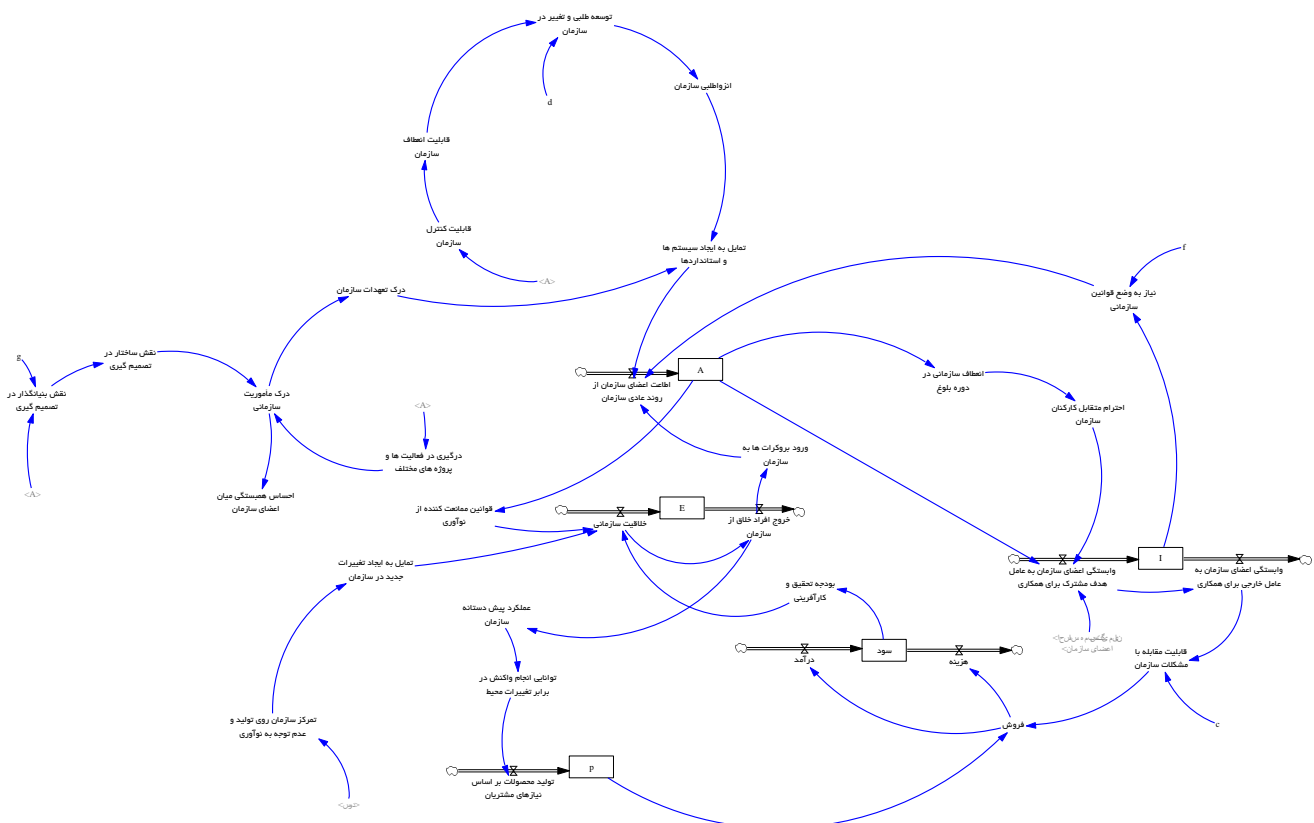 توسعه طلبی و تغییر در
سازمان
انزواطلبی سازمان
d
قابلیت انعطاف
سازمان
قابلیت کنترل
سازمان
تمایل به ایجاد سیستم ها
و استانداردها
f
<A>
درک تعهدات سازمان
نیاز به وضع قوانین
سازمانی
g
نقش ساختار در
تصمیم گیری
نقش بنیانگذار در
تصمیم گیری
درک ماموریت
سازمانی
A
اطاعت اعضای سازمان از
روند عادی سازمان
انعطاف سازمانی در
دوره بلوغ
احترام متقابل کارکنان
سازمان
<A>
درگیری در فعالیت ها و
پروژه های مختلف
ورود بروکرات ها به
سازمان
<A>
احساس همبستگی میان
اعضای سازمان
قوانین ممانعت کننده از
نوآوری
خلاقیت سازمانی
E
خروج افراد خلاق از
سازمان
تمایل به ایجاد تغییرات
جدید در سازمان
I
وابستگی اعضای سازمان به عامل
هدف مشترک برای همکاری
وابستگی اعضای سازمان به
عامل خارجی برای همکاری
بودجه تحقیق و
کارآفرینی
عملکرد پیش دستانه
سازمان
اعضای سازمان>
سود
درآمد
هزینه
قابلیت مقابله با
مشکلات سازمان
توانایی انجام واکنش در
برابر تغییرات محیط
تمرکز سازمان روی تولید و
عدم توجه به نوآوری
فروش
c
p
تولید محصولات بر اساس
نیازهای مشتریان